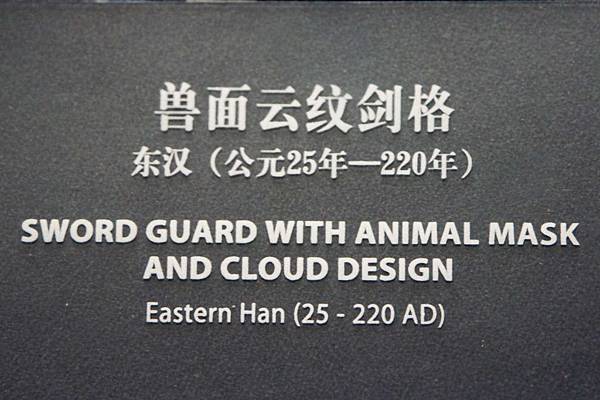 兽面云纹剑格
东汉（公元25年—220年）
SWORD GUARD WITH ANIMAL MASK
AND CLOUD DESIGN
Eastern Han (25 - 220 AD)